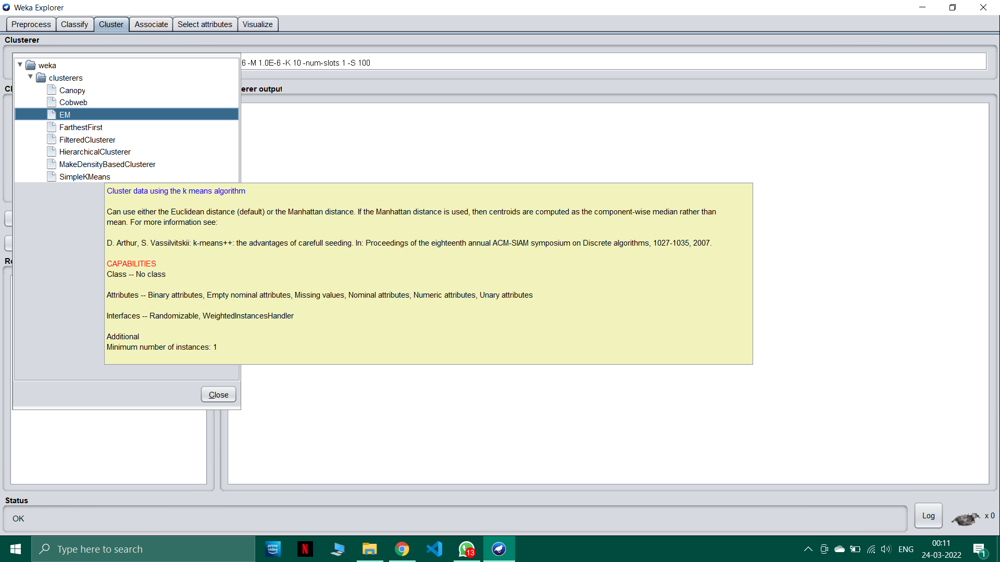 Weka Explorer
Preprocess Classify Cluster Associate Select attributes Visualize
Clusterer
weka
6 -M 1.0E-6 -K 10 -num-slots 1 -S 100
clusterers
Cl
erer output
Canopy
Cobweb
EM
FarthestFirst
FilteredClusterer
HierarchicalClusterer
MakeDensityBasedClusterer
SimpleKMeans
Cluster data using the k means algorithm
Can use either the Euclidean distance (default) or the Manhattan distance. If the Manhattan distance is used, then centroids are computed as the component-wise median rather than
mean. For more information see:
D. Arthur, S. Vassilvitskii: k-means++: the advantages of carefull seeding. In: Proceedings of the eighteenth annual ACM-SIAM symposium on Discrete algorithms, 1027-1035, 2007.
Re
CAPABILITIES
Class -- No class
Attributes -- Binary attributes, Empty nominal attributes, Missing values, Nominal attributes, Numeric attributes, Unary attributes
Interfaces -- Randomizable, WeightedInstancesHandler
Additional
Minimum number of instances: 1
Close
Status
OK
Log
x 0
Type here to search
prime video
N
13
ENG
00:11
24-03-2022
1